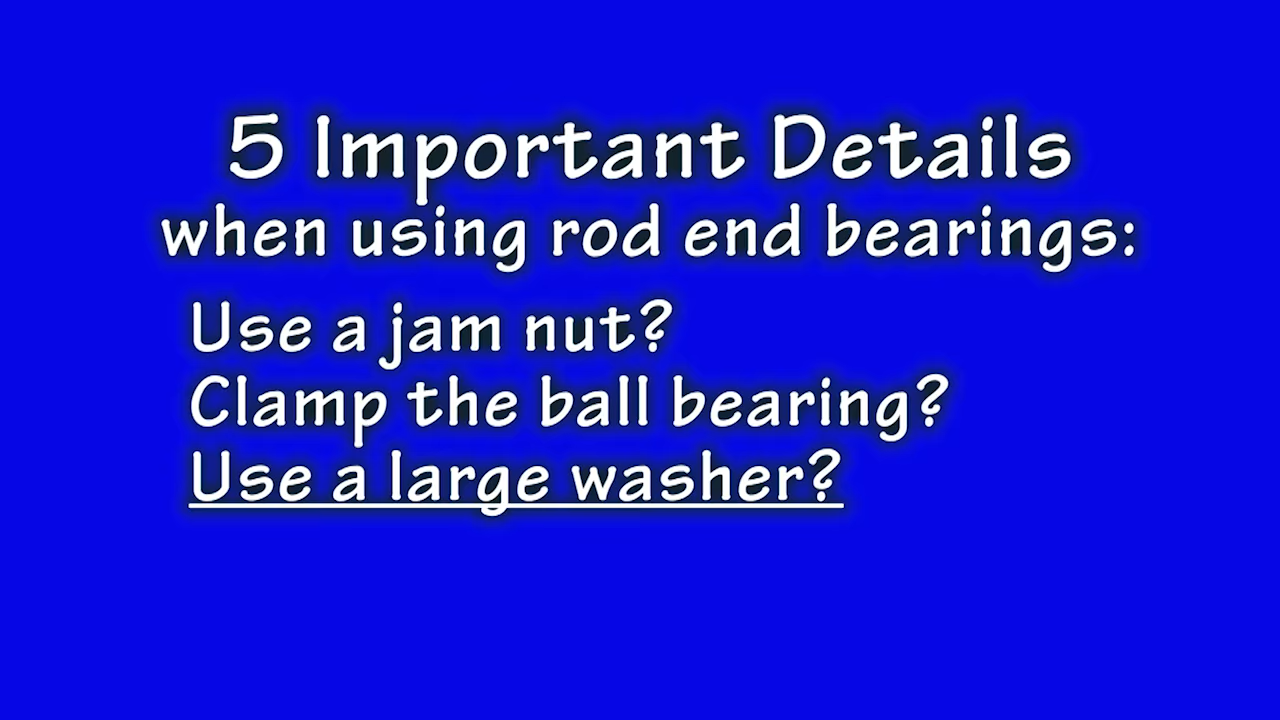 5 Important Details
when using rod end bearings:
Use a jam nut?
Clamp the ball bearing?
Use a large washer?